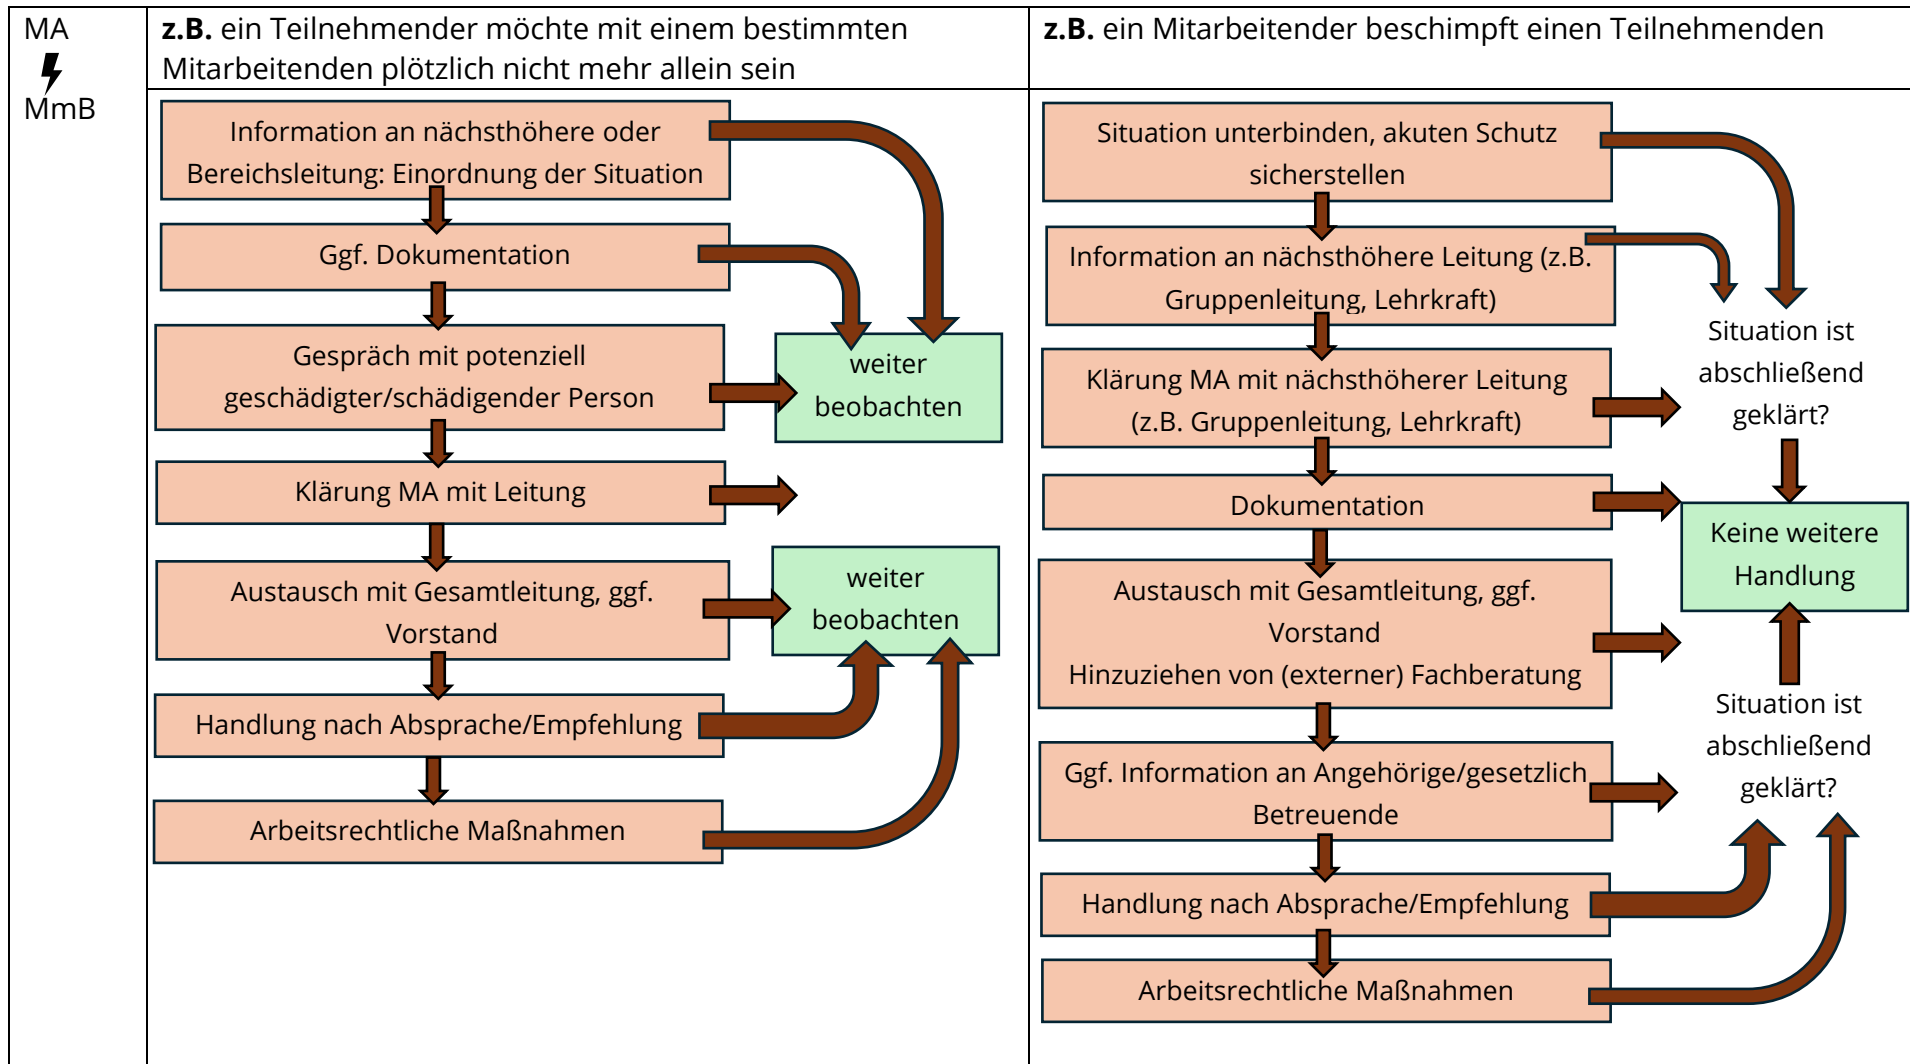 MA
MmB
z.B. ein Teilnehmender möchte mit einem bestimmten
Mitarbeitenden plötzlich nicht mehr allein sein
Information an nächsthöhere oder
Bereichsleitung: Einordnung der Situation
Ggf. Dokumentation
Gespräch mit potenziell
geschädigter/schädigender Person
weiter
beobachten
Klärung MA mit Leitung
Austausch mit Gesamtleitung, ggf.
Vorstand
weiter
beobachten
Handlung nach Absprache/Empfehlung
Arbeitsrechtliche Maßnahmen
z.B. ein Mitarbeitender beschimpft einen Teilnehmenden
Situation unterbinden, akuten Schutz
sicherstellen
Information an nächsthöhere Leitung (z.B.
Gruppenleitung, Lehrkraft)
Situation ist
abschließend
geklärt?
Klärung MA mit nächsthöherer Leitung
(z.B. Gruppenleitung, Lehrkraft)
Dokumentation
Keine weitere
Handlung
Austausch mit Gesamtleitung, ggf.
Vorstand
Hinzuziehen von (externer) Fachberatung
Situation ist
abschließend
geklärt?
Ggf. Information an Angehörige/gesetzlich
Betreuende
Handlung nach Absprache/Empfehlung
Arbeitsrechtliche Maßnahmen